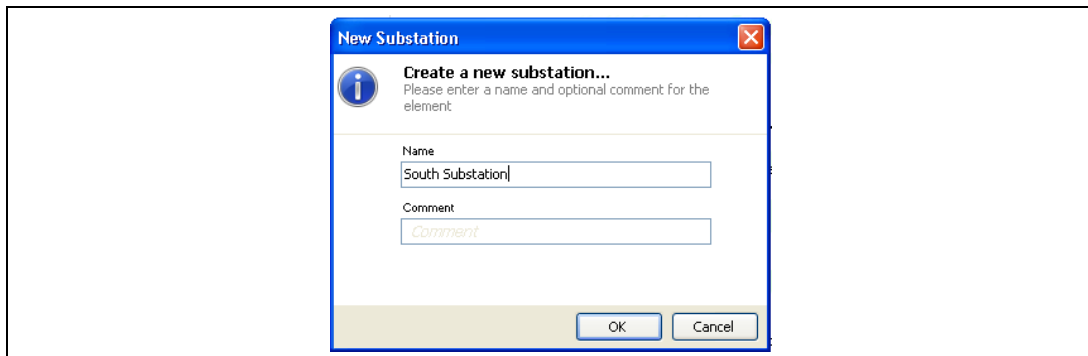 New Substation
Create a new substation...
Please enter a name and optional comment for the
element
Name
South Substation
Comment
Comment
OK
Cancel